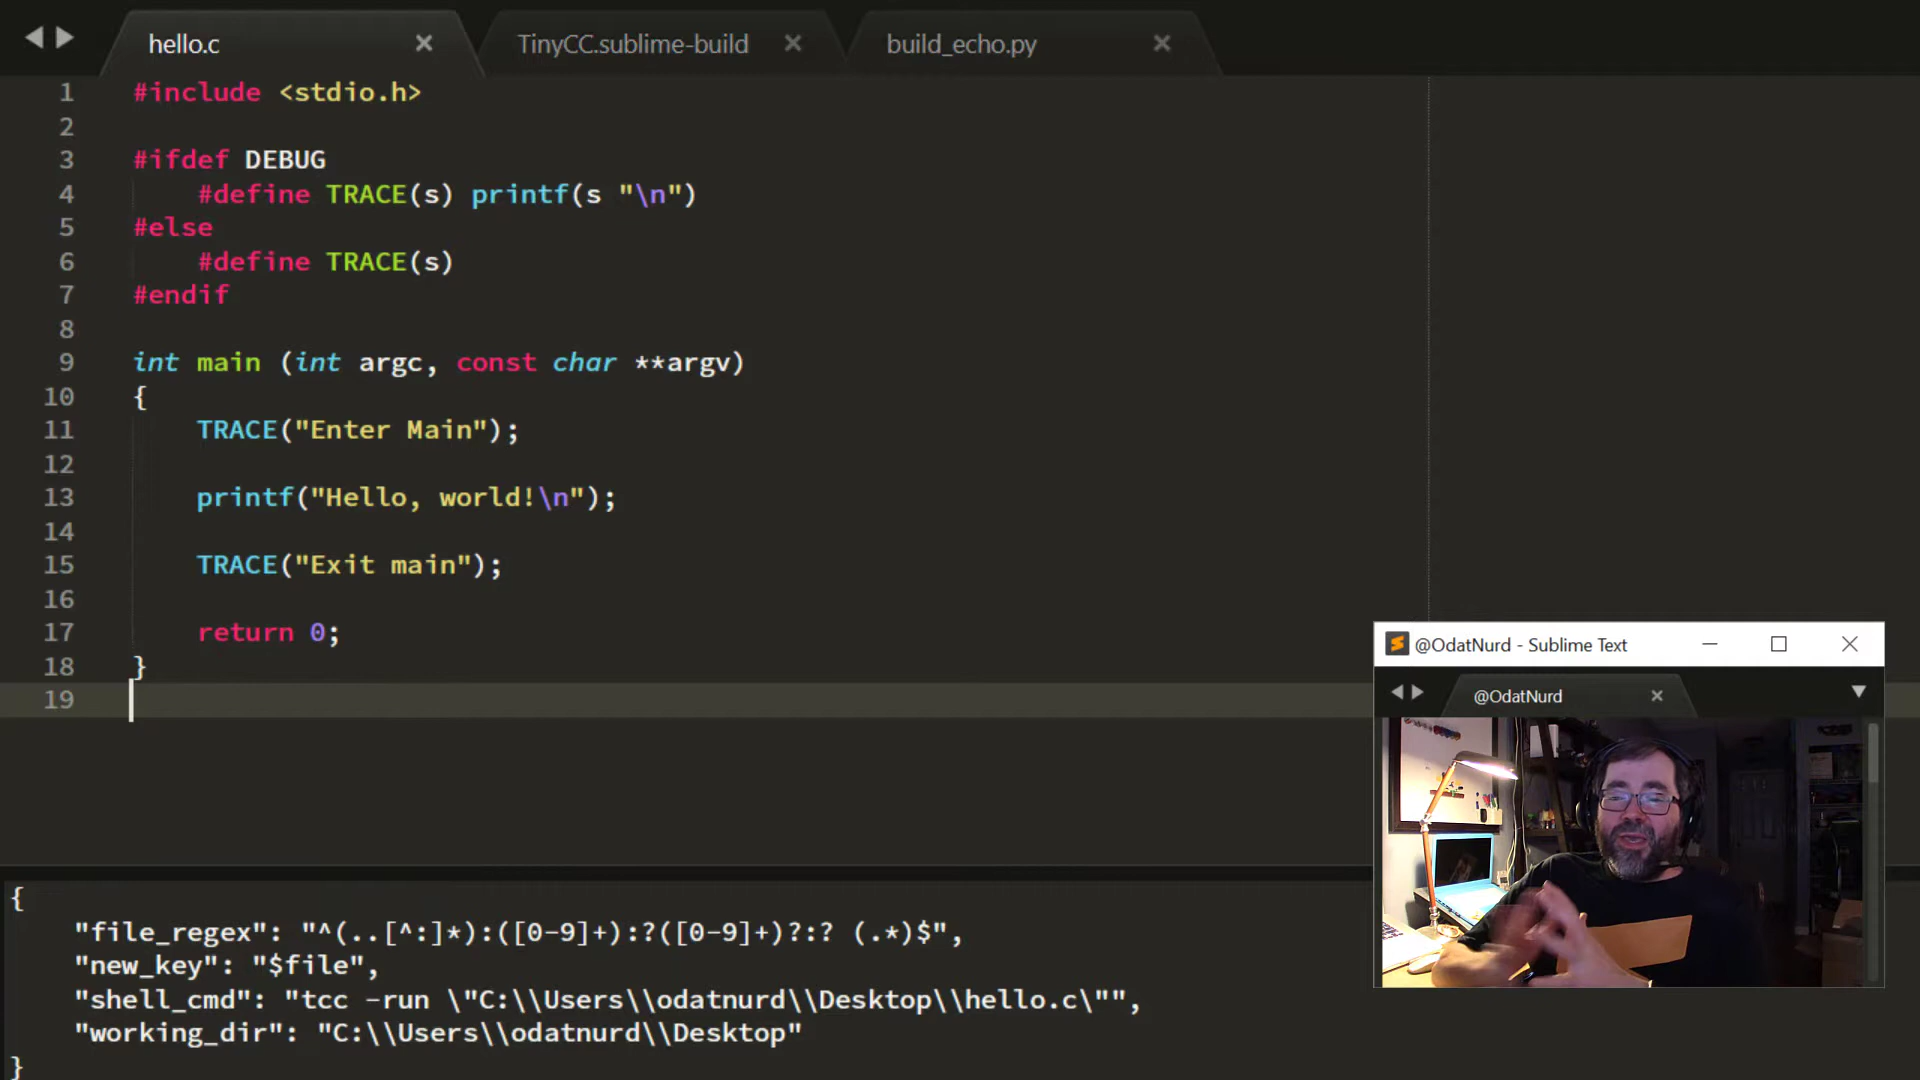 hello.c
TinyCC.sublime-build
build_echo.py
1 #include <stdio.h>
2
3 #ifdef DEBUG
4     #define TRACE(s) printf(s "\n")
5 #else
6     #define TRACE(s)
7 #endif
8
9 int main (int argc, const char **argv)
10 {
11     TRACE("Enter Main");
12
13     printf("Hello, world!\n");
14
15     TRACE("Exit main");
16
17     return 0;
18 }
19
@OdatNurd - Sublime Text
@OdatNurd
{
    "file_regex": "^(..[^:]*):([0-9]+):?([0-9]+)?:? (.*)$",
    "new_key": "$file",
    "shell_cmd": "tcc -run \"C:\\Users\\odatnurd\\Desktop\\hello.c\"",
    "working_dir": "C:\\Users\\odatnurd\\Desktop"
}